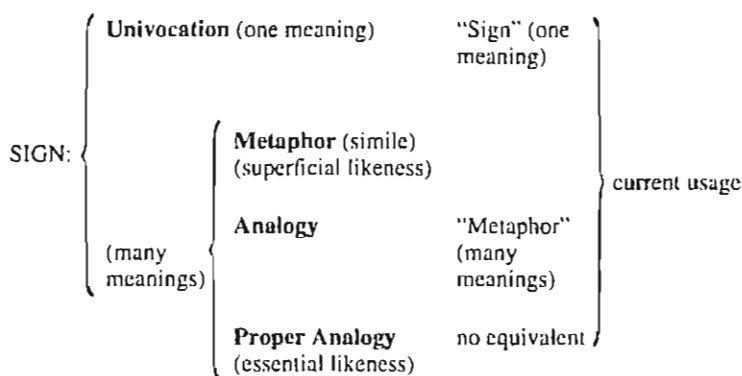 Univocation (one meaning) “Sign” (one
meaning)
SIGN:
Metaphor (simile)
(superficial likeness)
current usage
Analogy “Metaphor”
(many (many
meanings) meanings)
Proper Analogy no equivalent
(essential likeness)